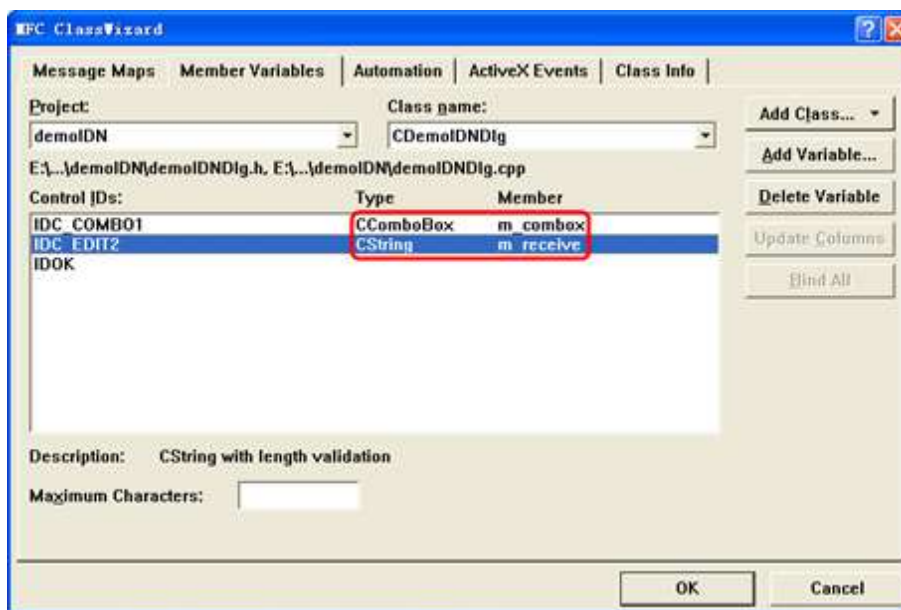 MFC ClassWizard
Message Maps Member Variables Automation ActiveX Events Class Info
Project: Class name:
demoIDN CDemoIDNDlg
Add Class...
E:\...\demoIDN\demoIDNDlg.h, E:\...\demoIDN\demoIDNDlg.cpp
Add Variable...
Control IDs: Type Member
Delete Variable
IDC_COMBO1 CComboBox m_combox
IDC_EDIT2 CString m_receive
Update Columns
IDOK
Bind All
Description: CString with length validation
Maximum Characters:
OK Cancel